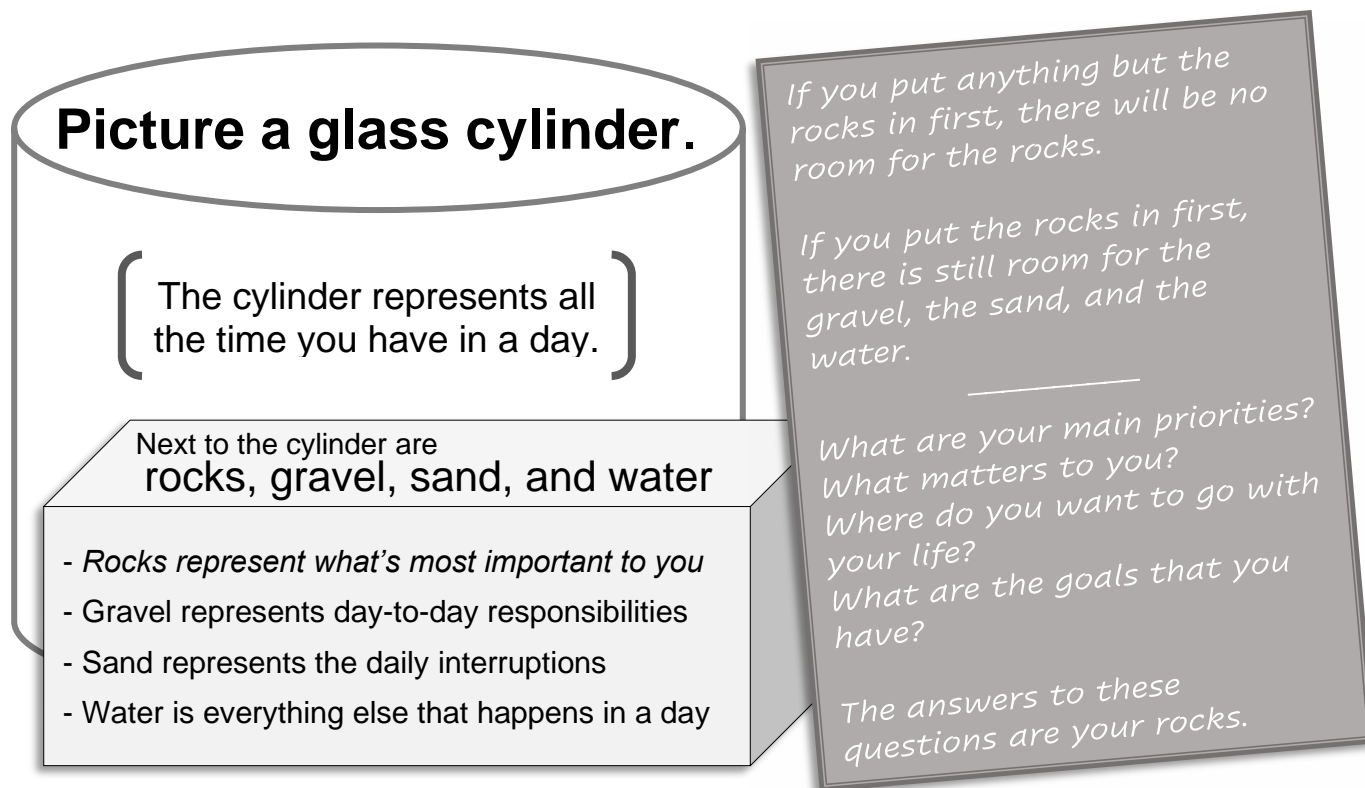 Picture a glass cylinder.
The cylinder represents all
the time you have in a day.
Next to the cylinder are
rocks, gravel, sand, and water
- Rocks represent what’s most important to you
- Gravel represents day-to-day responsibilities
- Sand represents the daily interruptions
- Water is everything else that happens in a day
If you put anything but the
rocks in first, there will be no
room for the rocks.
If you put the rocks in first,
there is still room for the
gravel, the sand, and the
water.
What are your main priorities?
What matters to you?
Where do you want to go with
your life?
What are the goals that you
have?
The answers to these
questions are your rocks.